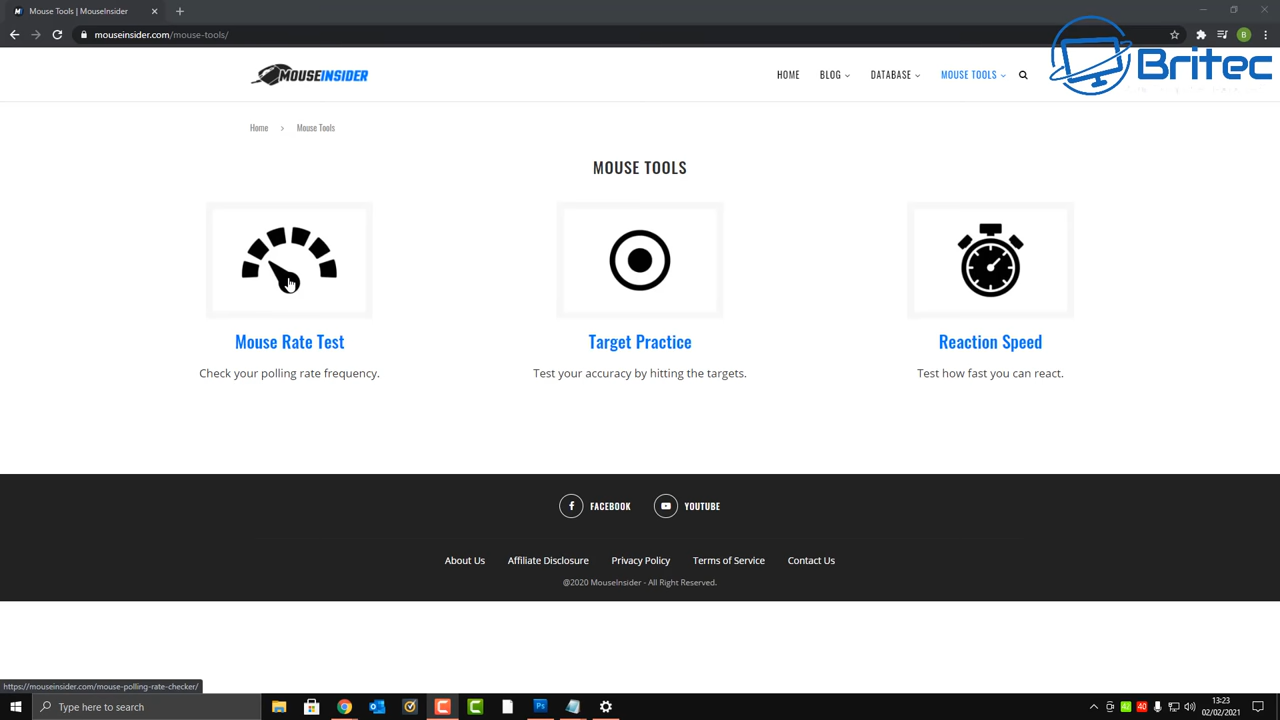 Mouse Tools | MouseInsider
mouseinsider.com/mouse-tools/
B
Britec
MOUSEINSIDER
HOME
BLOG
DATABASE
MOUSE TOOLS
Home > Mouse Tools
MOUSE TOOLS
Mouse Rate Test
Check your polling rate frequency.
Target Practice
Test your accuracy by hitting the targets.
Reaction Speed
Test how fast you can react.
FACEBOOK
YOUTUBE
About Us
Affiliate Disclosure
Privacy Policy
Terms of Service
Contact Us
@2020 MouseInsider - All Right Reserved.
https://mouseinsider.com/mouse-polling-rate-checker/
Type here to search
Ps
42
40
13:23
02/02/2021